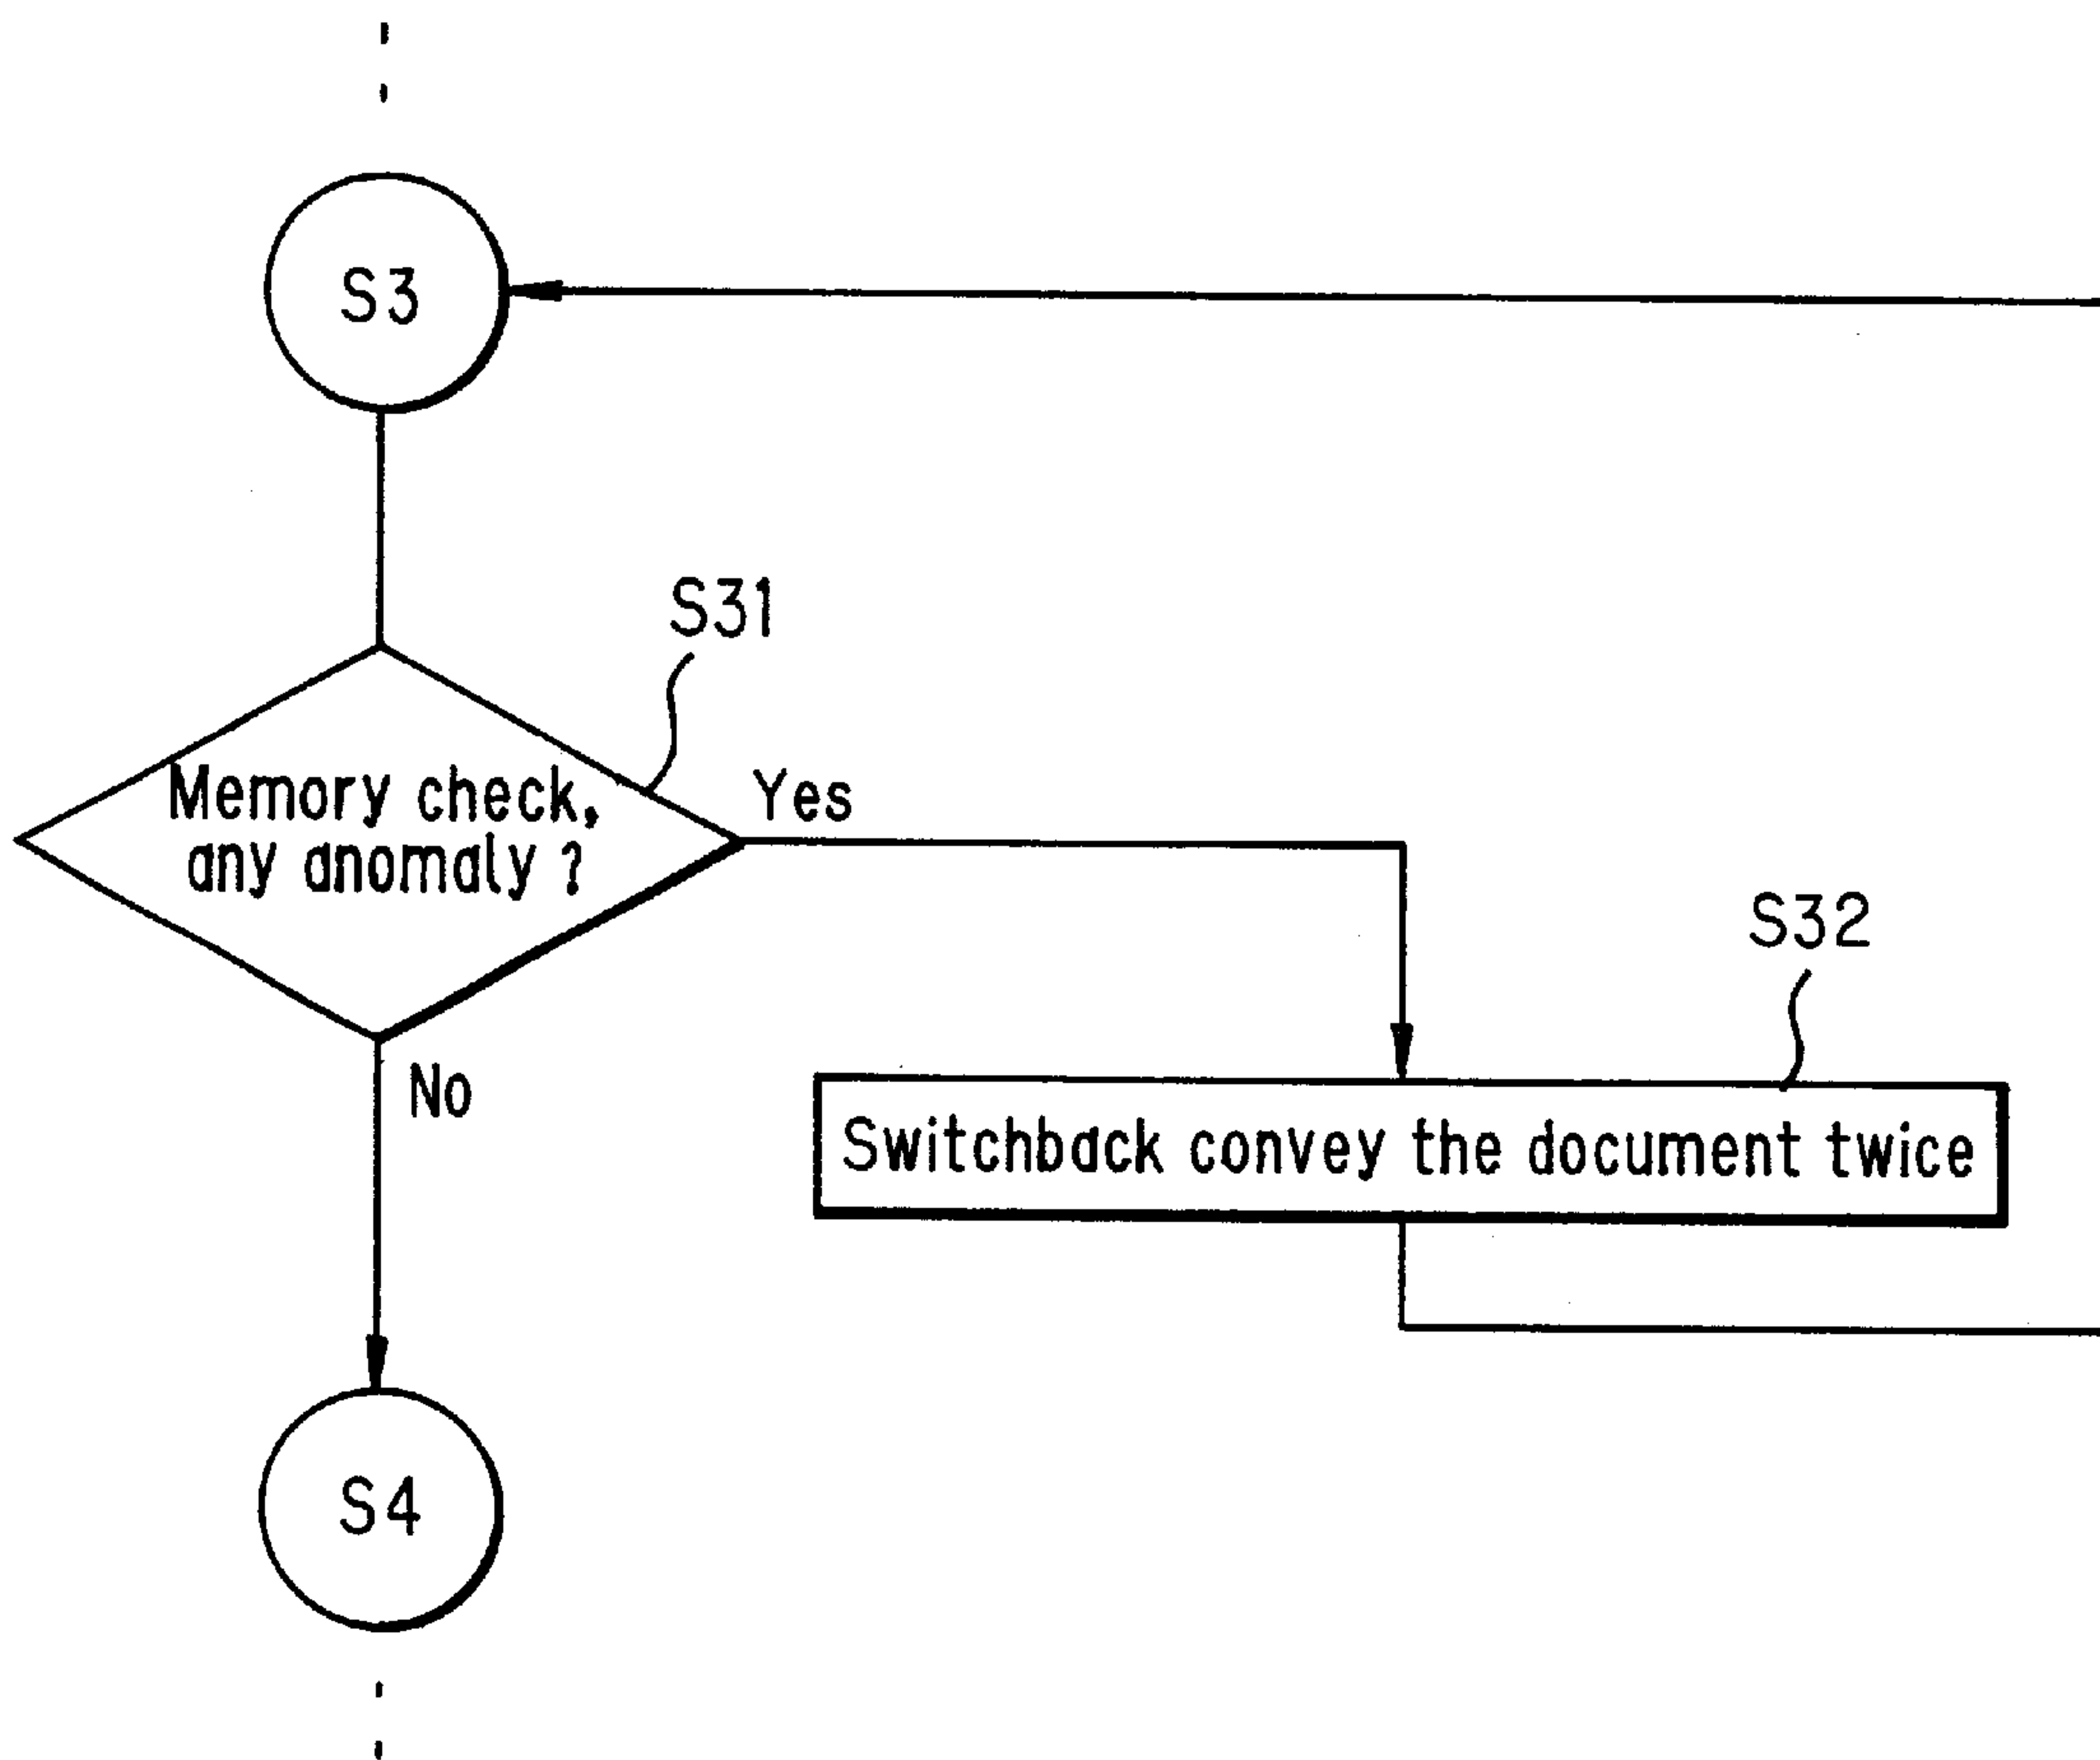 S3
S31
Memory check,
any anomaly ?
Yes
S32
No
Switchback convey the document twice
S4